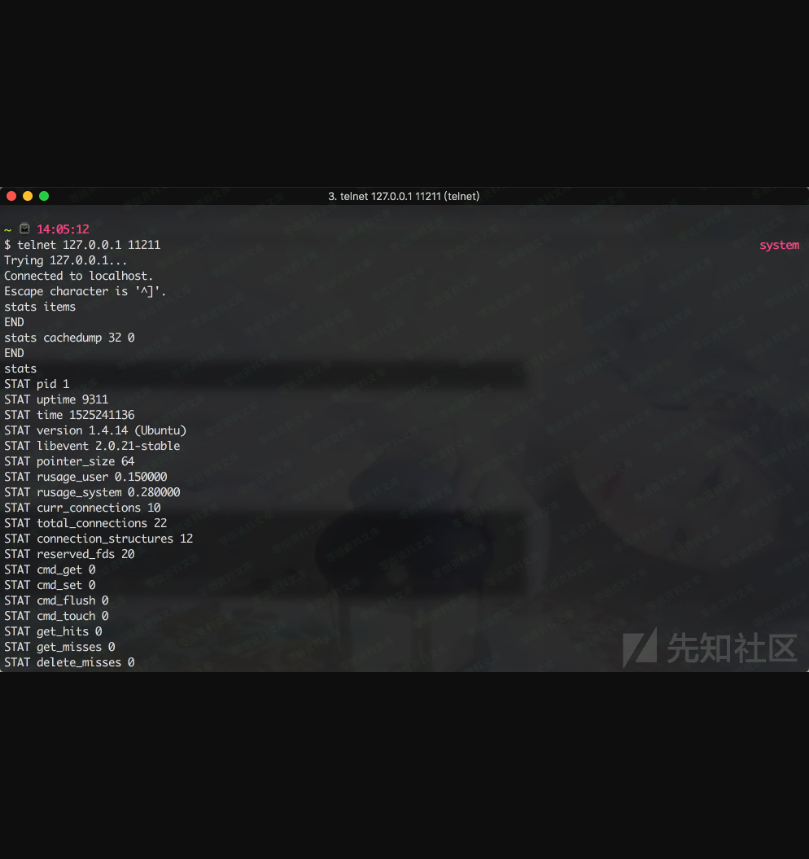 3. telnet 127.0.0.1 11211 (telnet)
~ 14:05:12
$ telnet 127.0.0.1 11211 system
Trying 127.0.0.1...
Connected to localhost.
Escape character is '^]'.
stats items
END
stats cachedump 32 0
END
stats
STAT pid 1
STAT uptime 9311
STAT time 1525241136
STAT version 1.4.14 (Ubuntu)
STAT libevent 2.0.21-stable
STAT pointer_size 64
STAT rusage_user 0.150000
STAT rusage_system 0.280000
STAT curr_connections 10
STAT total_connections 22
STAT connection_structures 12
STAT reserved_fds 20
STAT cmd_get 0
STAT cmd_set 0
STAT cmd_flush 0
STAT cmd_touch 0
STAT get_hits 0
STAT get_misses 0
STAT delete_misses 0
先知社区